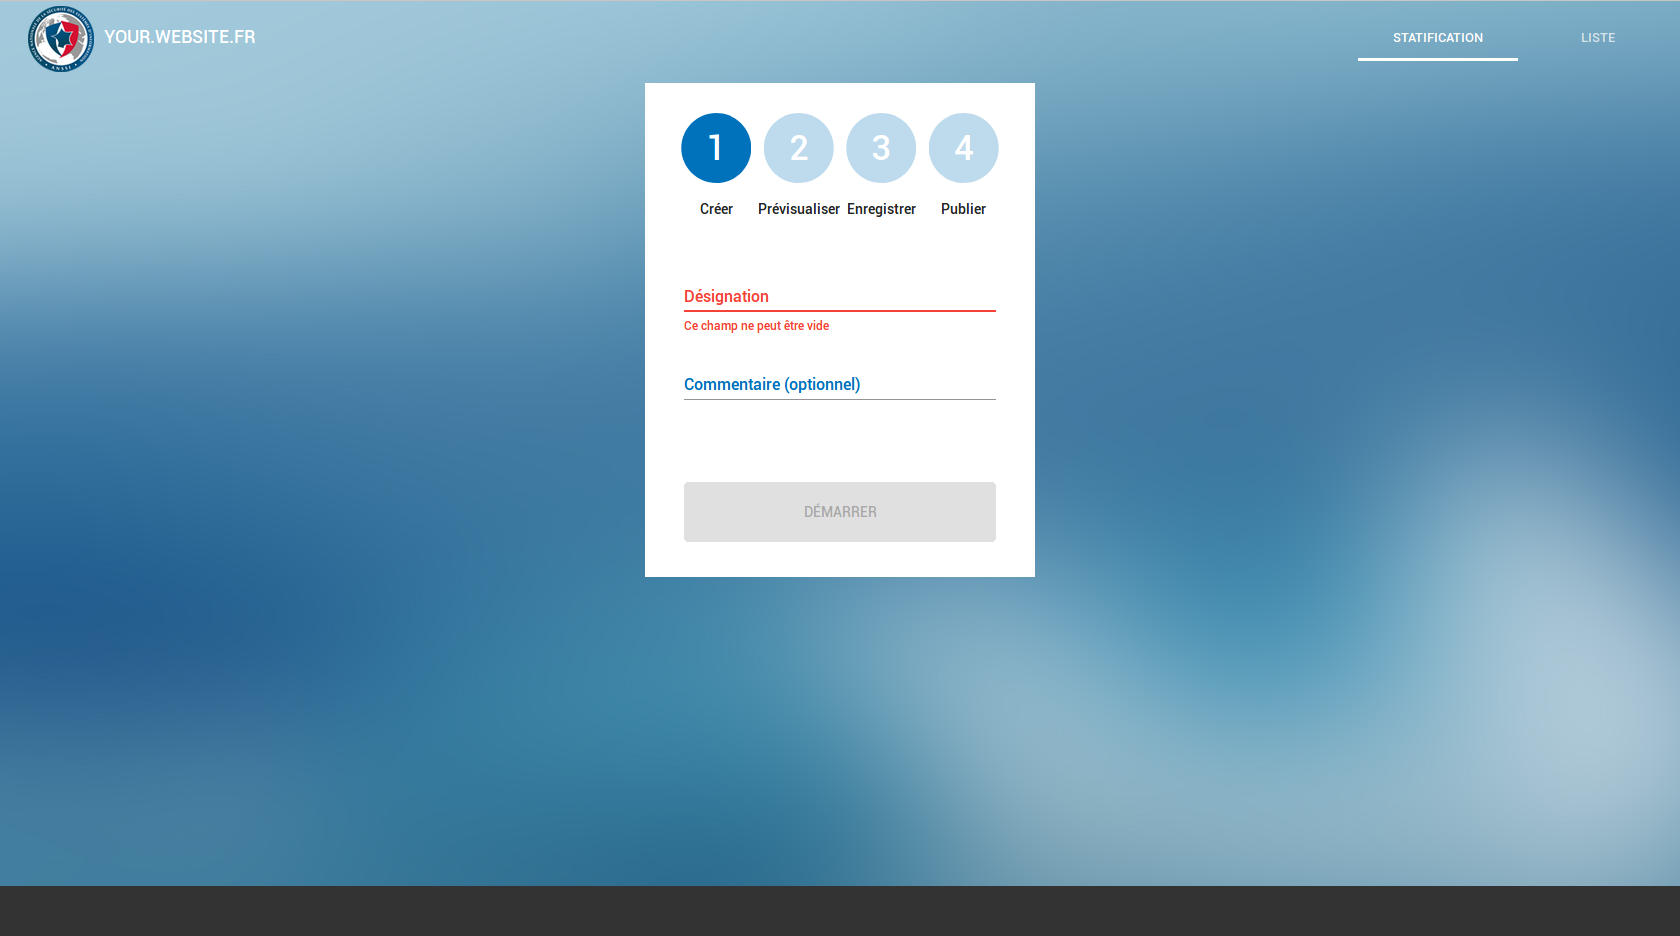 YOUR.WEBSITE.FR
STATIFICATION
LISTE
1
2
3
4
Créer
Prévisualiser
Enregistrer
Publier
Désignation
Ce champ ne peut être vide
Commentaire (optionnel)
DÉMARRER